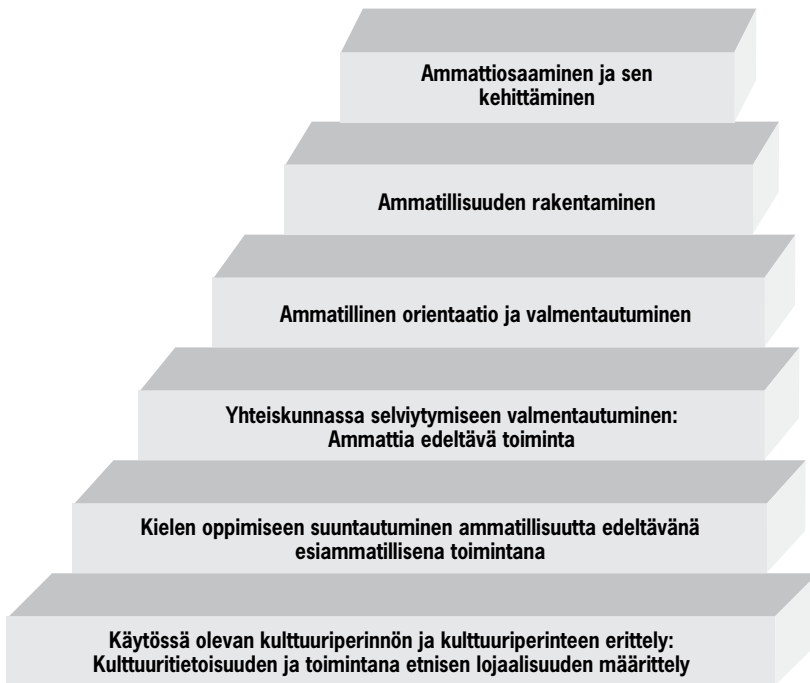 Ammattiosaaminen ja sen
kehittäminen
Ammatillisuuden rakentaminen
Ammatillinen orientaatio ja valmentautuminen
Yhteiskunnassa selviytymiseen valmentautuminen:
Ammattia edeltävä toiminta
Kielen oppimiseen suuntautuminen ammatillisuutta edeltävänä
esiammatillisena toimintana
Käytössä olevan kulttuuriperinnön ja kulttuuriperinteen erittely:
Kulttuuritietoisuuden ja toimintana etnisen lojaalisuuden määrittely